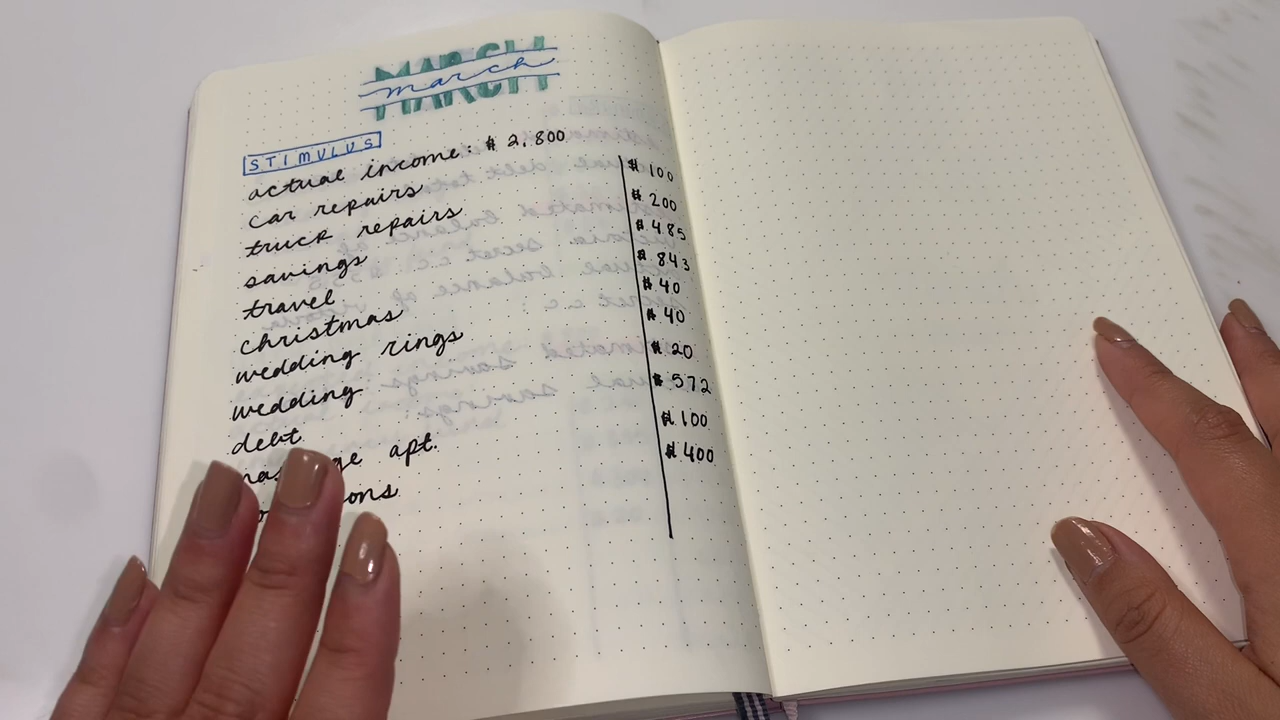 MARCH
march
STIMULUS
actual income: $ 2,800
car repairs $ 100
truck repairs $ 200
savings $ 485
travel $ 843
christmas $ 40
wedding rings $ 40
wedding $ 20
debt $ 572
apt. $ 100
$ 400